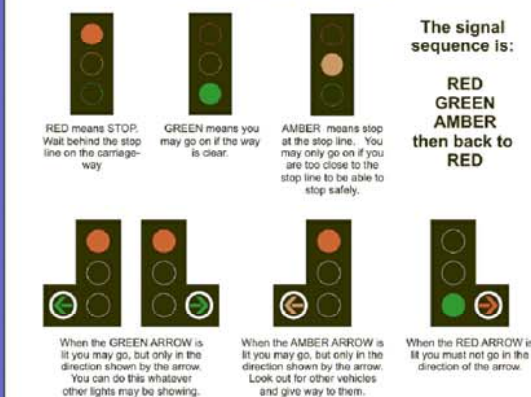 RED means STOP.
Wait behind the stop
line on the carriage-
way
GREEN means you
may go on if the way
is clear.
AMBER means stop
at the stop line. You
may only go on if you
are too close to the
stop line to be able to
stop safely.
The signal
sequence is:
RED
GREEN
AMBER
then back to
RED
When the GREEN ARROW is
lit you may go, but only in the
direction shown by the arrow.
You can do this whatever
other lights may be showing.
When the AMBER ARROW is
lit you may go, but only in the
direction shown by the arrow.
Look out for other vehicles
and give way to them.
When the RED ARROW is
lit you must not go in the
direction of the arrow.